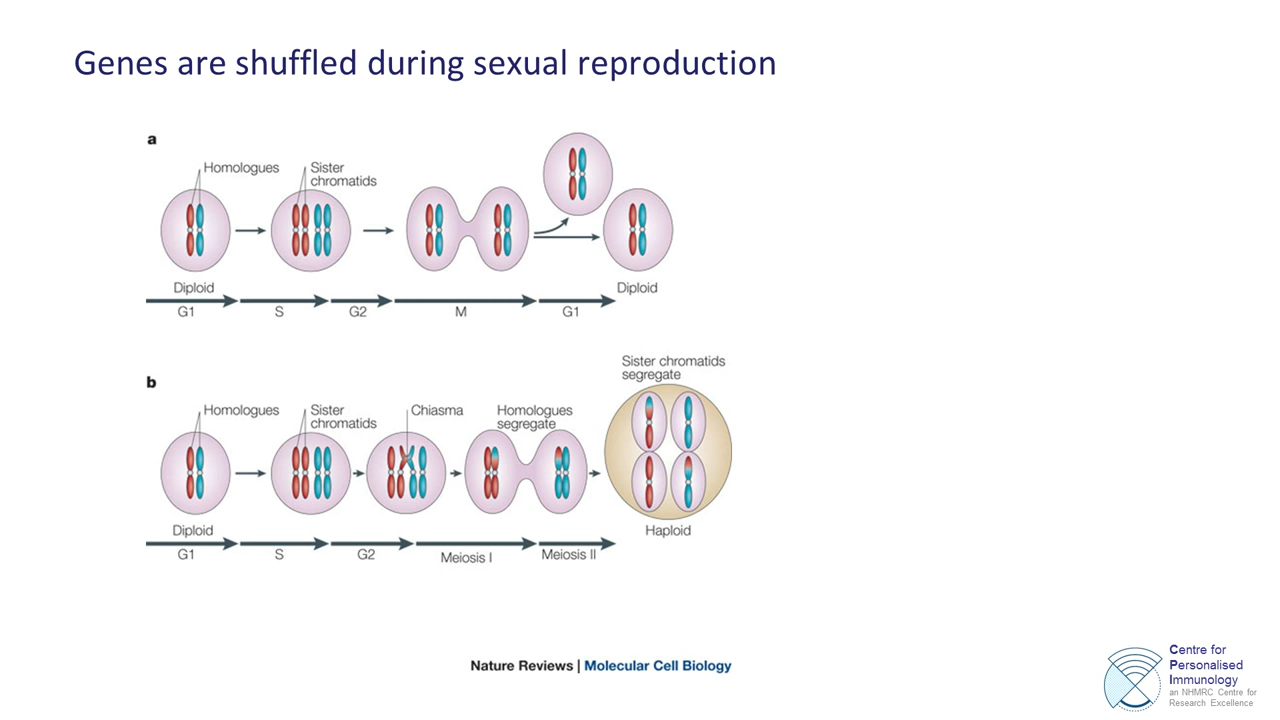 Genes are shuffled during sexual reproduction
a
Homologues
Sister
chromatids
Diploid
Diploid
G1
S
G2
M
G1
b
Homologues
Sister
chromatids
Chiasma
Homologues
segregate
Sister chromatids
segregate
Diploid
Haploid
G1
S
G2
Meiosis I
Meiosis II
Nature Reviews | Molecular Cell Biology
Centre for
Personalised
Immunology
an NHMRC Centre for
Research Excellence